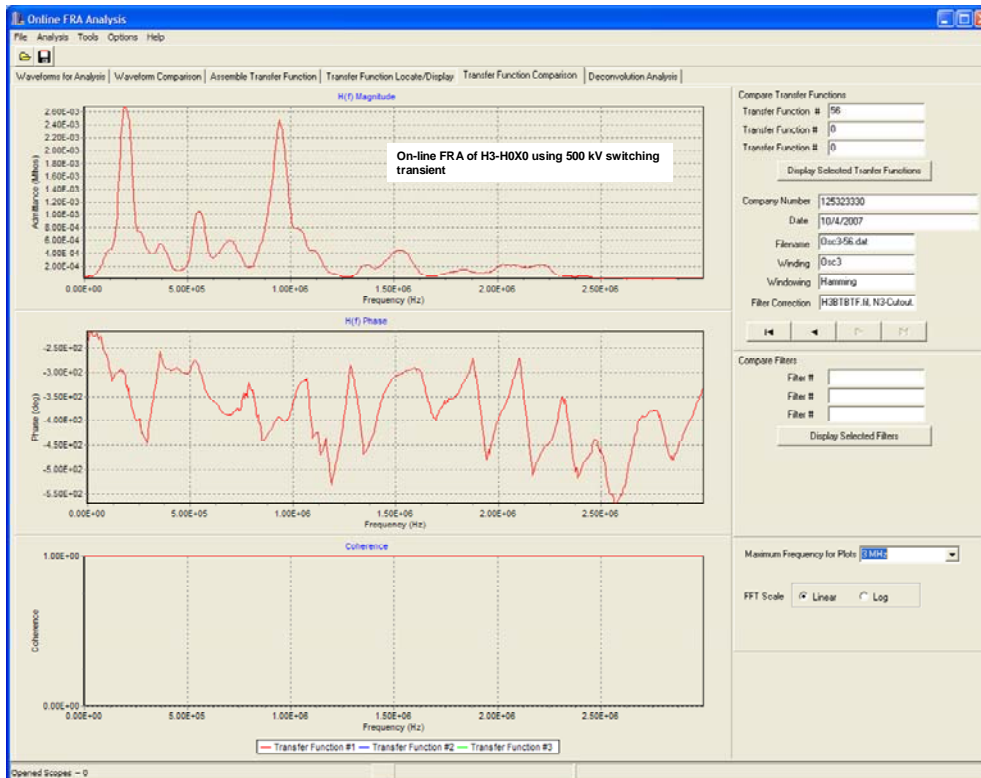 Online FRA Analysis
File Analysis Tools Options Help
Waveforms for Analysis Waveform Comparison Assemble Transfer Function Transfer Function Locate/Display Transfer Function Comparison Deconvolution Analysis
H(f) Magnitude
2.60E-03
2.40E-03
2.20E-03
2.00E-03
1.80E-03
1.60E-03
1.40E-03
1.20E-03
1.00E-03
8.00E-04
6.00E-04
4.00E-04
2.00E-04
Admittance (Mhos)
On-line FRA of H3-H0X0 using 500 kV switching
transient
0.00E+00 5.00E+05 1.00E+06 1.50E+06 2.00E+06 2.50E+06
Frequency (Hz)
H(f) Phase
-2.50E+02
-3.00E+02
-3.50E+02
-4.00E+02
-4.50E+02
-5.00E+02
-5.50E+02
Phase (deg)
0.00E+00 5.00E+05 1.00E+06 1.50E+06 2.00E+06 2.50E+06
Frequency (Hz)
Coherence
1.00E+00
0.00E+00
Coherence
0.00E+00 5.00E+05 1.00E+06 1.50E+06 2.00E+06 2.50E+06
Frequency (Hz)
Transfer Function #1 Transfer Function #2 Transfer Function #3
Compare Transfer Functions
Transfer Function # 56
Transfer Function # 0
Transfer Function # 0
Display Selected Tranfer Functions
Company Number 125323330
Date 10/4/2007
Filename Osc3-56.dat
Winding Osc3
Windowing Hamming
Filter Correction H3BTBTF.fil, N3-Cutout.
Compare Filters
Filter #
Filter #
Filter #
Display Selected Filters
Maximum Frequency for Plots 3 MHz
FFT Scale Linear Log
Opened Scopes -- 0